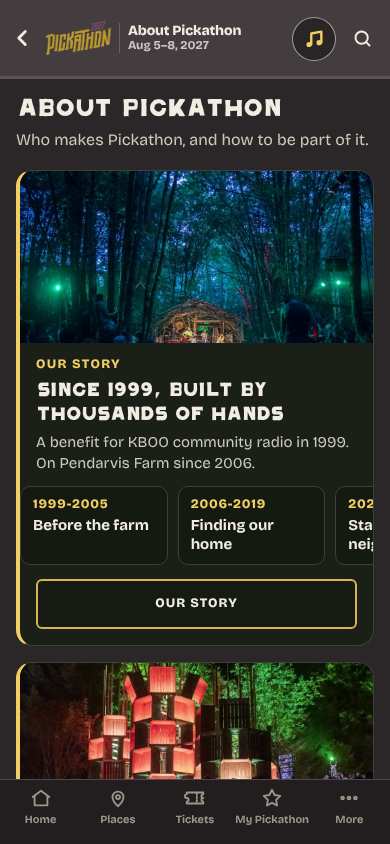 PICKATHON
About Pickathon
Aug 5–8, 2027
ABOUT PICKATHON
Who makes Pickathon, and how to be part of it.
OUR STORY
SINCE 1999, BUILT BY
THOUSANDS OF HANDS
A benefit for KBOO community radio in 1999.
On Pendarvis Farm since 2006.
1999-2005
Before the farm
2006-2019
Finding our
home
202
Sta
neig
OUR STORY
Home
Places
Tickets
My Pickathon
More